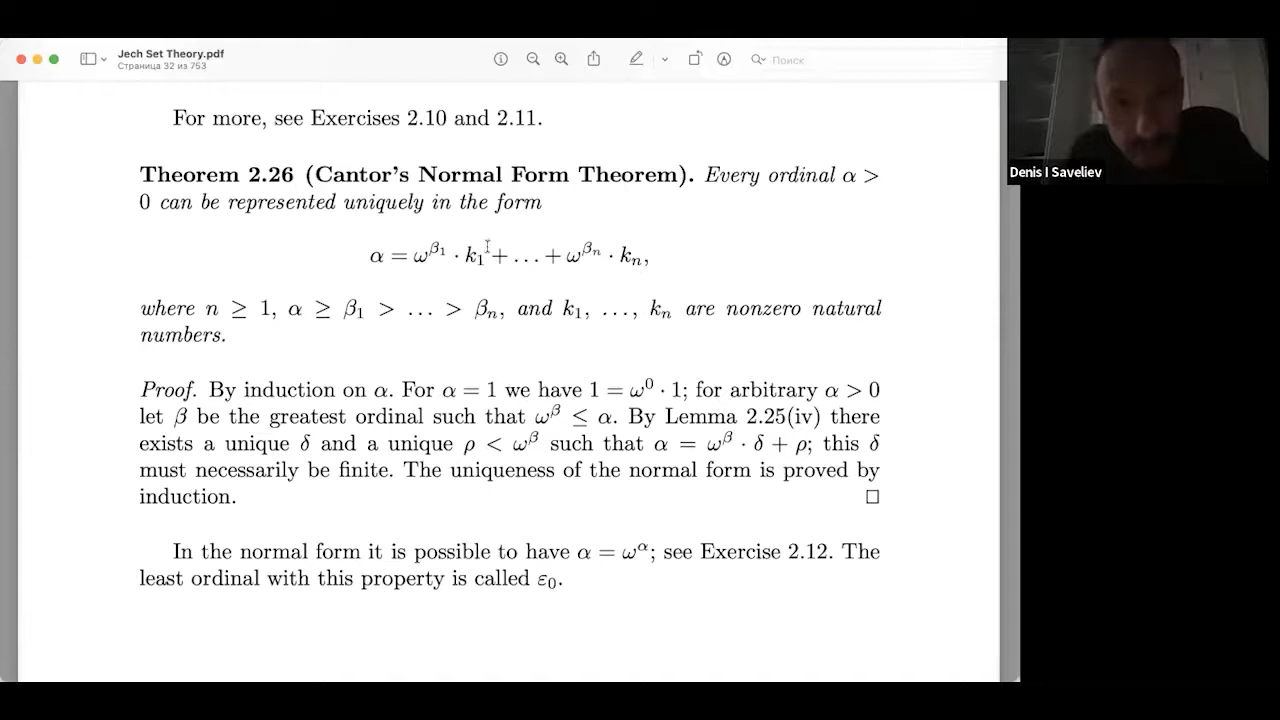 Jech Set Theory.pdf
Страница 32 из 753
Поиск
For more, see Exercises 2.10 and 2.11.
Theorem 2.26 (Cantor's Normal Form Theorem). Every ordinal α >
0 can be represented uniquely in the form
α = ω^{β₁} · k₁ + … + ω^{βₙ} · kₙ,
where n ≥ 1, α ≥ β₁ > … > βₙ, and k₁, …, kₙ are nonzero natural
numbers.
Proof. By induction on α. For α = 1 we have 1 = ω⁰ · 1; for arbitrary α > 0
let β be the greatest ordinal such that ω^β ≤ α. By Lemma 2.25(iv) there
exists a unique δ and a unique ρ < ω^β such that α = ω^β · δ + ρ; this δ
must necessarily be finite. The uniqueness of the normal form is proved by
induction. □
In the normal form it is possible to have α = ω^α; see Exercise 2.12. The
least ordinal with this property is called ε₀.
Denis I Saveliev